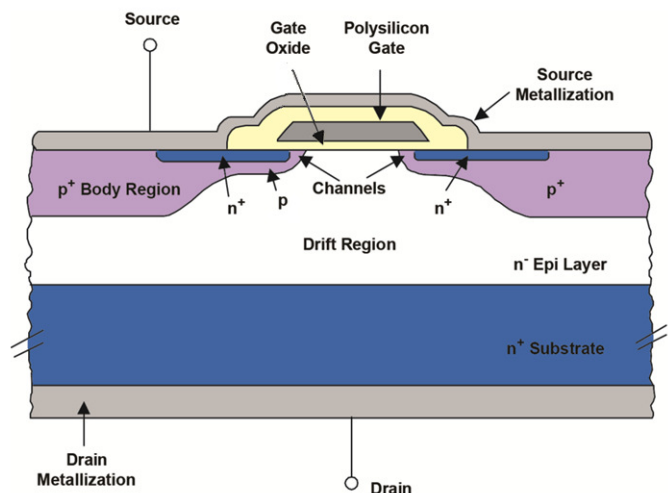 Source
Gate
Oxide
Polysilicon
Gate
Source
Metallization
p+ Body Region
n+
p
Channels
n+
p+
Drift Region
n- Epi Layer
n+ Substrate
Drain
Metallization
Drain